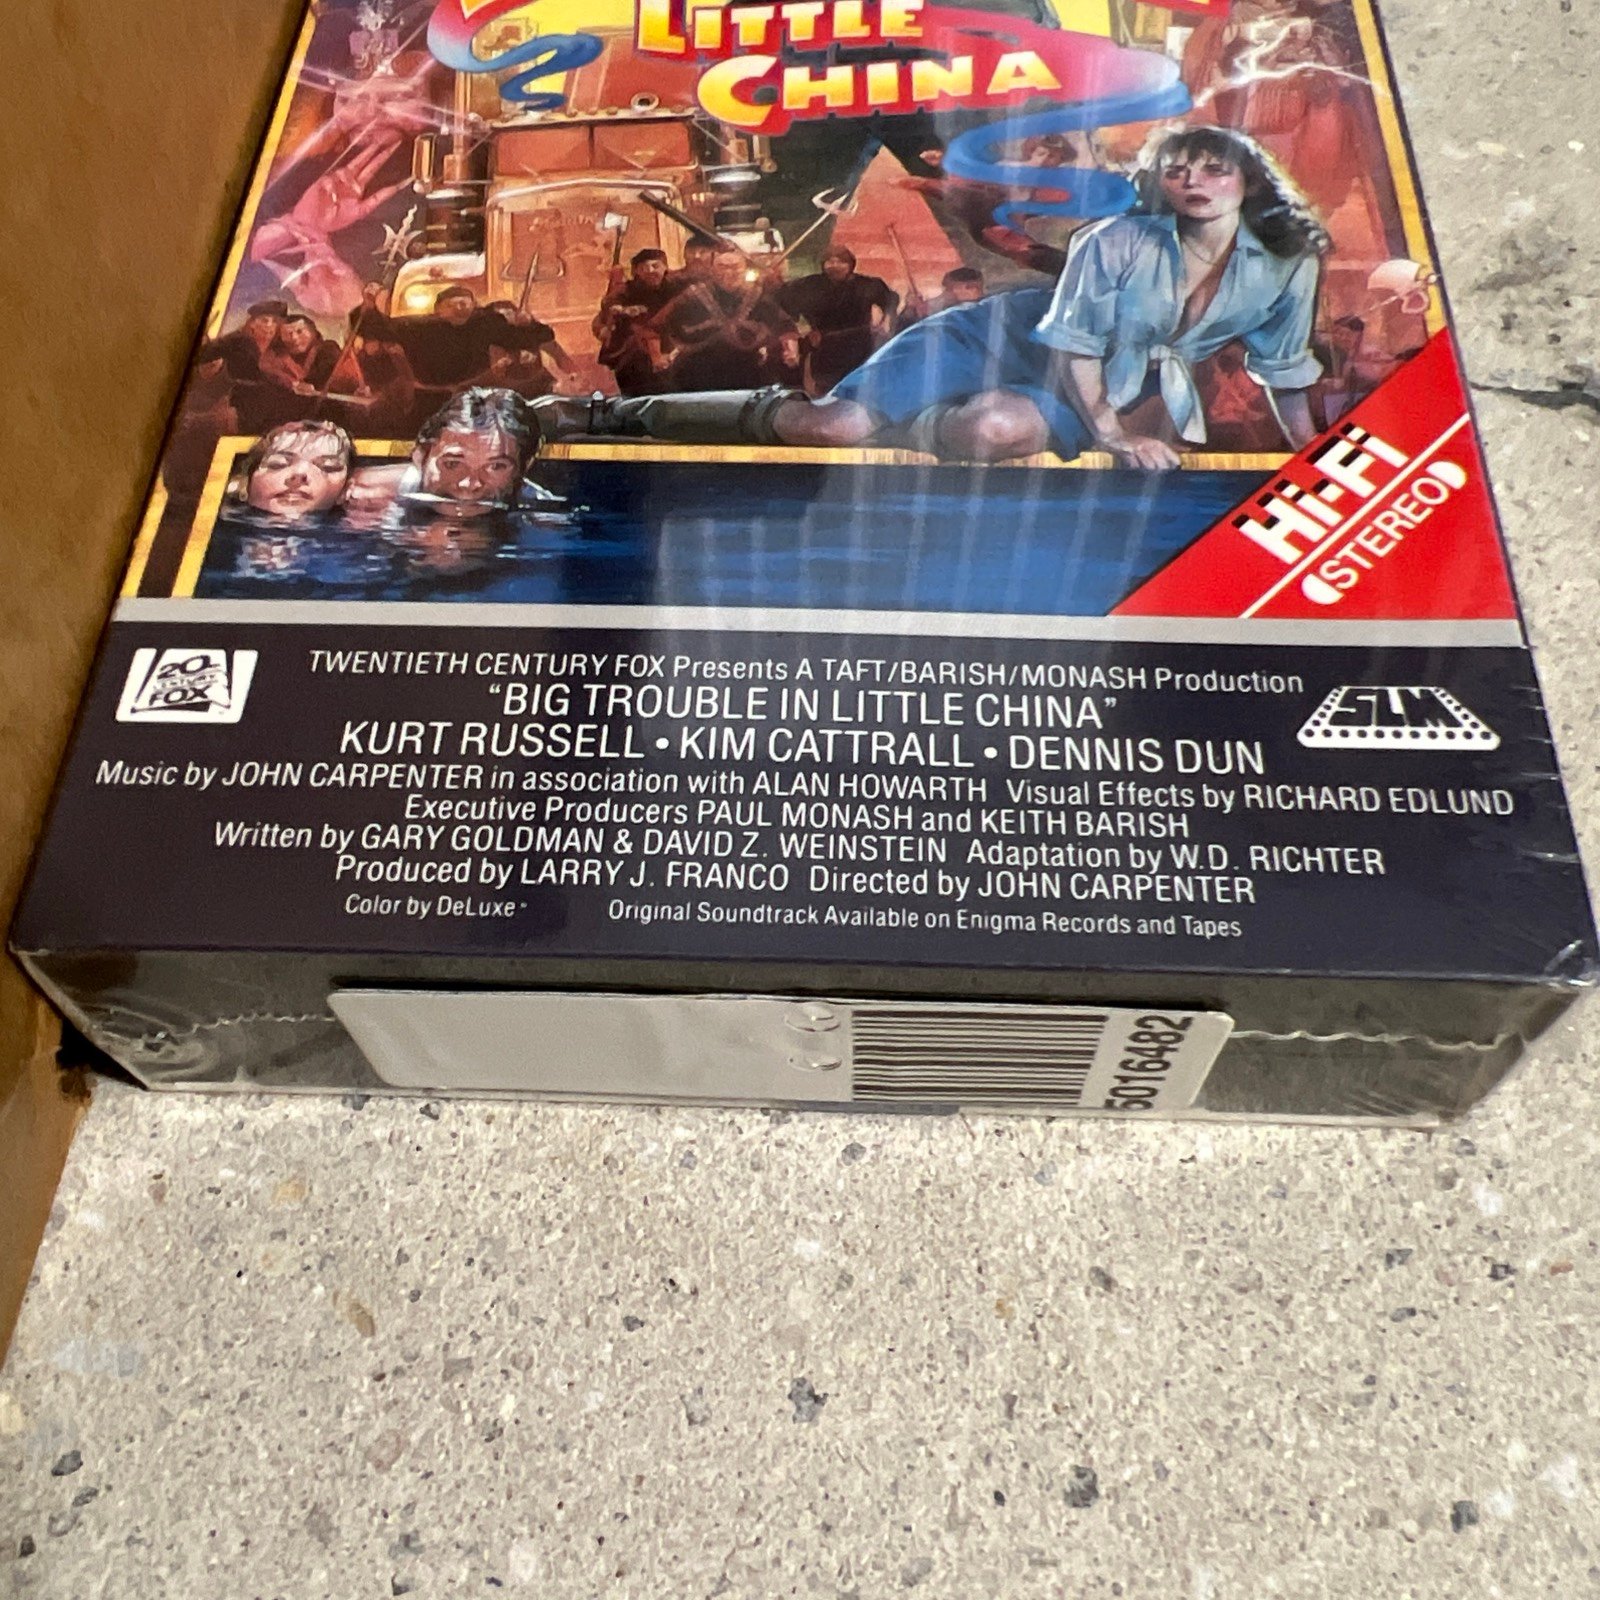 LITTLE
CHINA
Hi-Fi
STEREO
20th
CENTURY
FOX
TWENTIETH CENTURY FOX Presents A TAFT/BARISH/MONASH Production
"BIG TROUBLE IN LITTLE CHINA"
SLM
KURT RUSSELL • KIM CATTRALL • DENNIS DUN
Music by JOHN CARPENTER in association with ALAN HOWARTH Visual Effects by RICHARD EDLUND
Executive Producers PAUL MONASH and KEITH BARISH
Written by GARY GOLDMAN & DAVID Z. WEINSTEIN Adaptation by W.D. RICHTER
Produced by LARRY J. FRANCO Directed by JOHN CARPENTER
Color by DeLuxe® Original Soundtrack Available on Enigma Records and Tapes
5016482